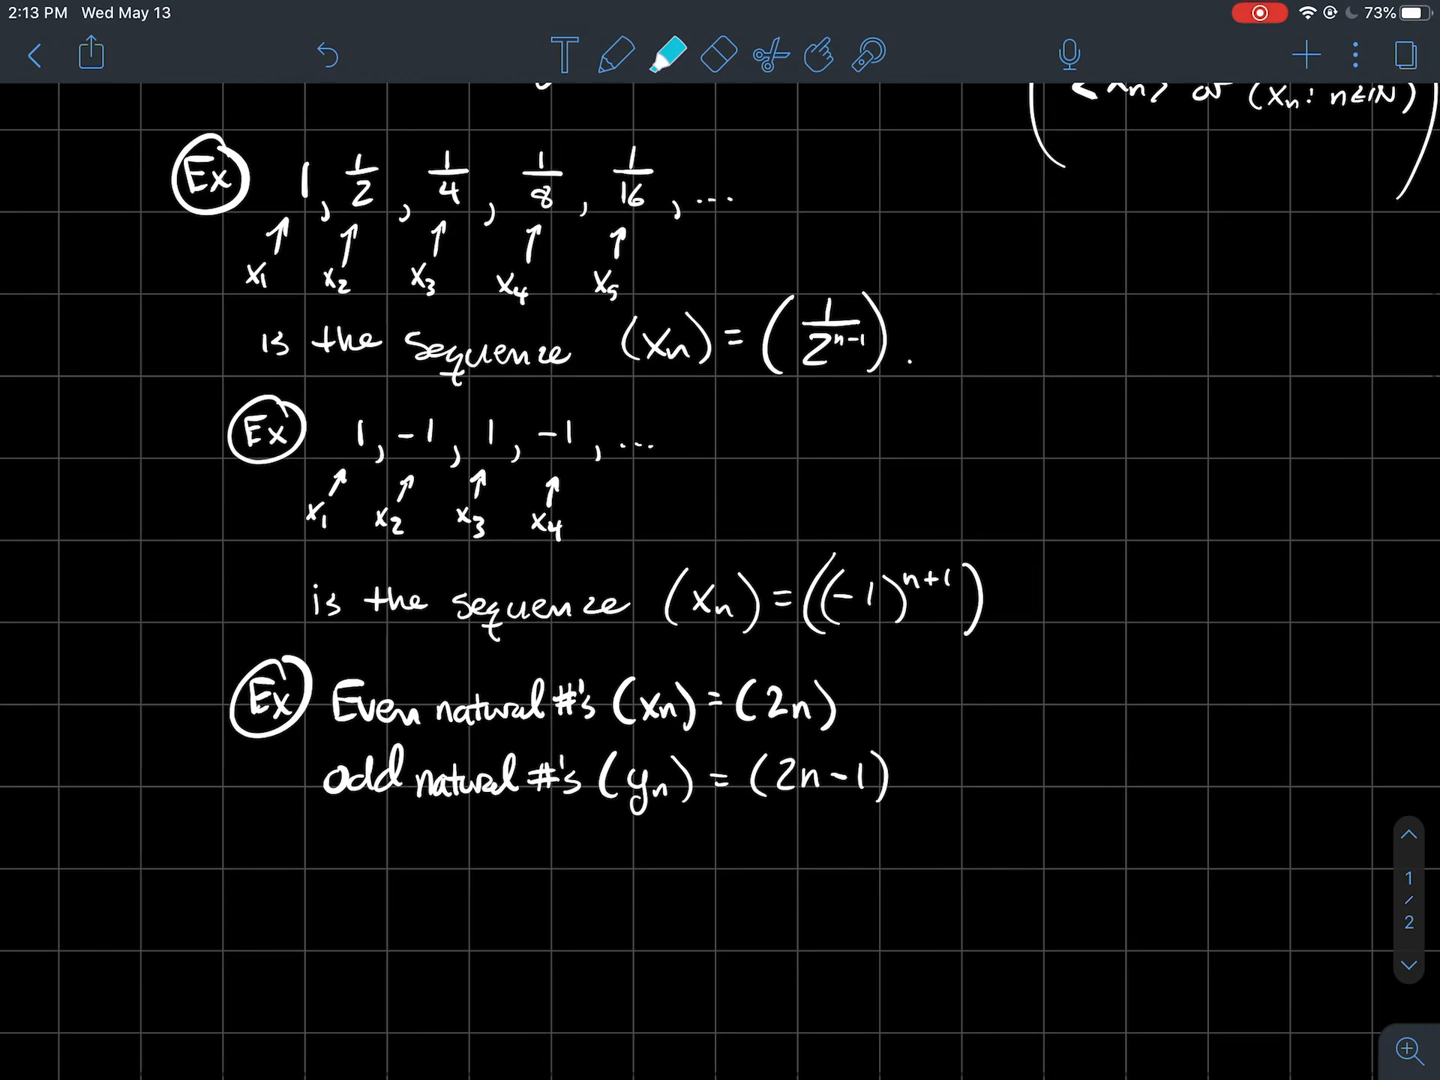 2:13 PM Wed May 13
73%
⟨xn⟩ or (xn : n∈ℕ)
Ex 1, 1/2, 1/4, 1/8, 1/16, ...
x1 x2 x3 x4 x5
is the sequence (xn) = (1/2^(n-1)).
Ex 1, -1, 1, -1, ...
x1 x2 x3 x4
is the sequence (xn) = ((-1)^(n+1))
Ex Even natural #'s (xn) = (2n)
odd natural #'s (yn) = (2n-1)
1
/
2